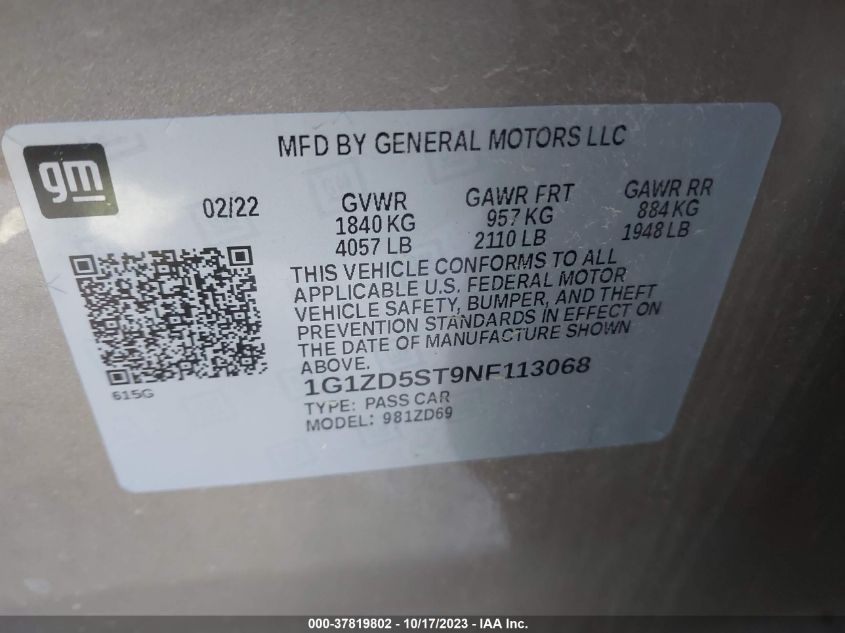 MFD BY GENERAL MOTORS LLC
gm
02/22
GVWR GAWR FRT GAWR RR
1840 KG 957 KG 884 KG
4057 LB 2110 LB 1948 LB
THIS VEHICLE CONFORMS TO ALL
APPLICABLE U.S. FEDERAL MOTOR
VEHICLE SAFETY, BUMPER, AND THEFT
PREVENTION STANDARDS IN EFFECT ON
THE DATE OF MANUFACTURE SHOWN
ABOVE.
1G1ZD5ST9NF113068
615G
TYPE: PASS CAR
MODEL: 981ZD69
000-37819802 - 10/17/2023 - IAA Inc.